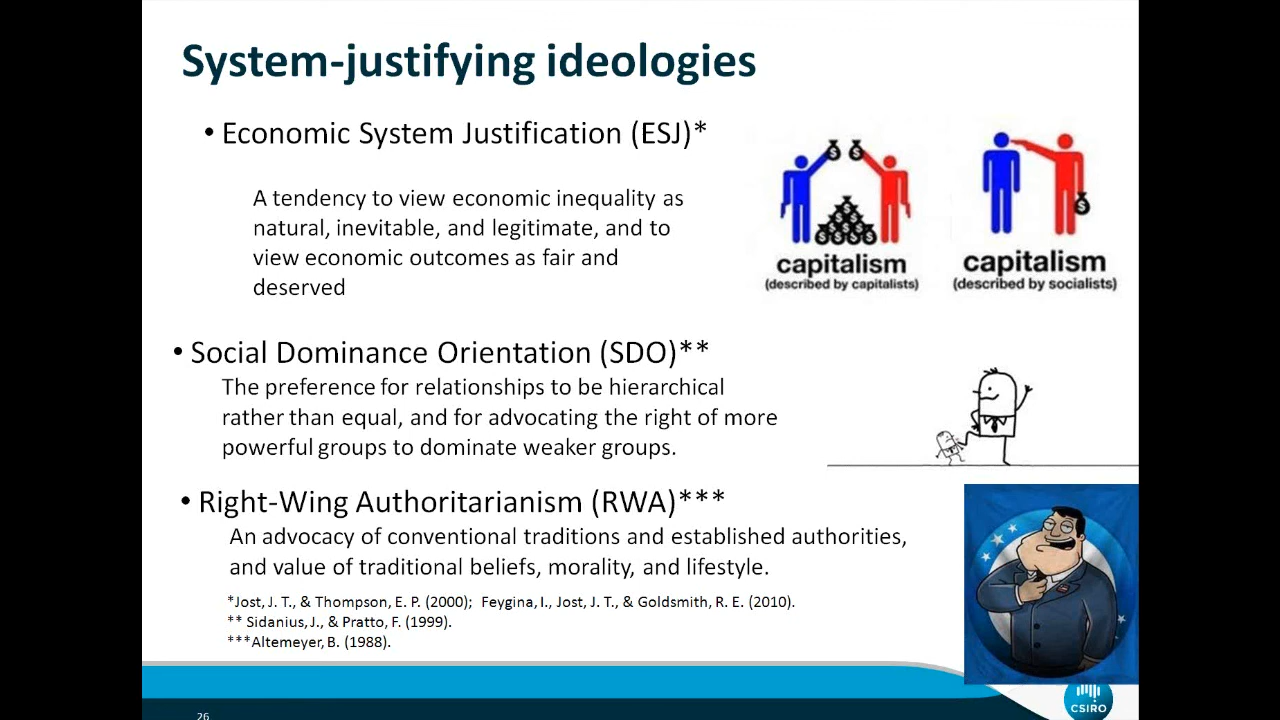 System-justifying ideologies
• Economic System Justification (ESJ)*
A tendency to view economic inequality as
natural, inevitable, and legitimate, and to
view economic outcomes as fair and
deserved
capitalism
(described by capitalists)
capitalism
(described by socialists)
• Social Dominance Orientation (SDO)**
The preference for relationships to be hierarchical
rather than equal, and for advocating the right of more
powerful groups to dominate weaker groups.
• Right-Wing Authoritarianism (RWA)***
An advocacy of conventional traditions and established authorities,
and value of traditional beliefs, morality, and lifestyle.
*Jost, J. T., & Thompson, E. P. (2000); Feygina, I., Jost, J. T., & Goldsmith, R. E. (2010).
** Sidanius, J., & Pratto, F. (1999).
***Altemeyer, B. (1988).
26
CSIRO